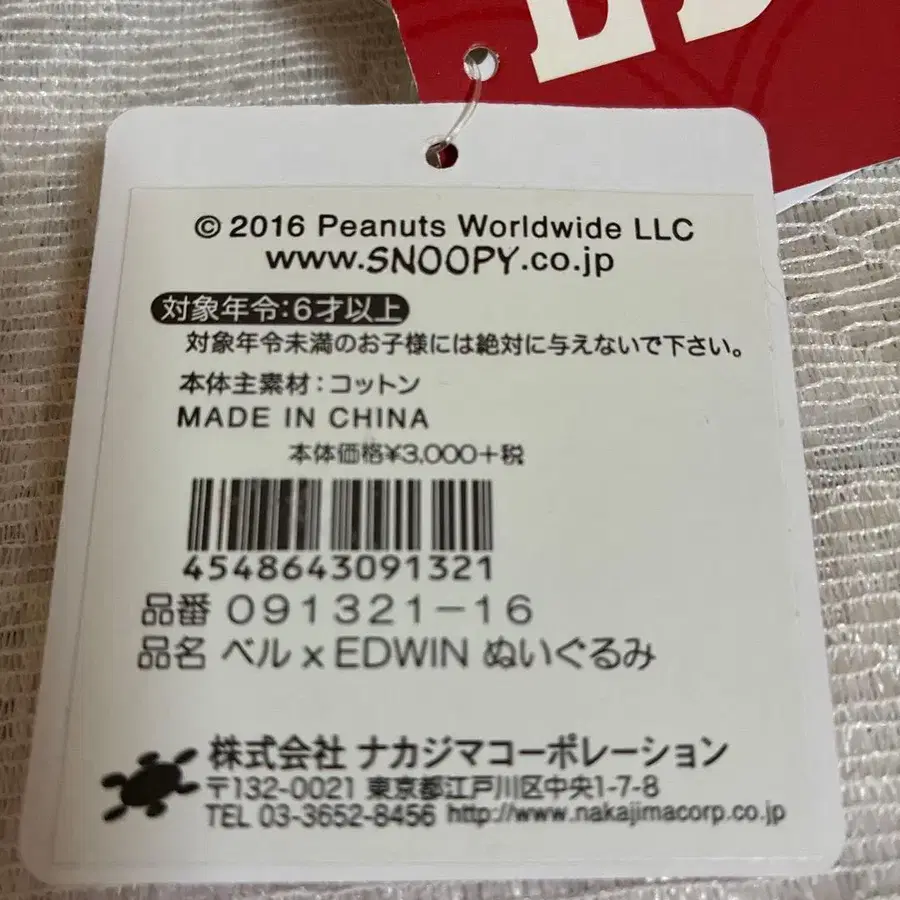 © 2016 Peanuts Worldwide LLC
www.SNOOPY.co.jp
対象年令:6才以上
対象年令未満のお子様には絶対に与えないで下さい。
本体主素材:コットン
MADE IN CHINA
本体価格¥3,000+税
4548643091321
品番 091321-16
品名 ベル x EDWIN ぬいぐるみ
株式会社 ナカジマコーポレーション
〒132-0021 東京都江戸川区中央1-7-8
TEL 03-3652-8456 http://www.nakajimacorp.co.jp